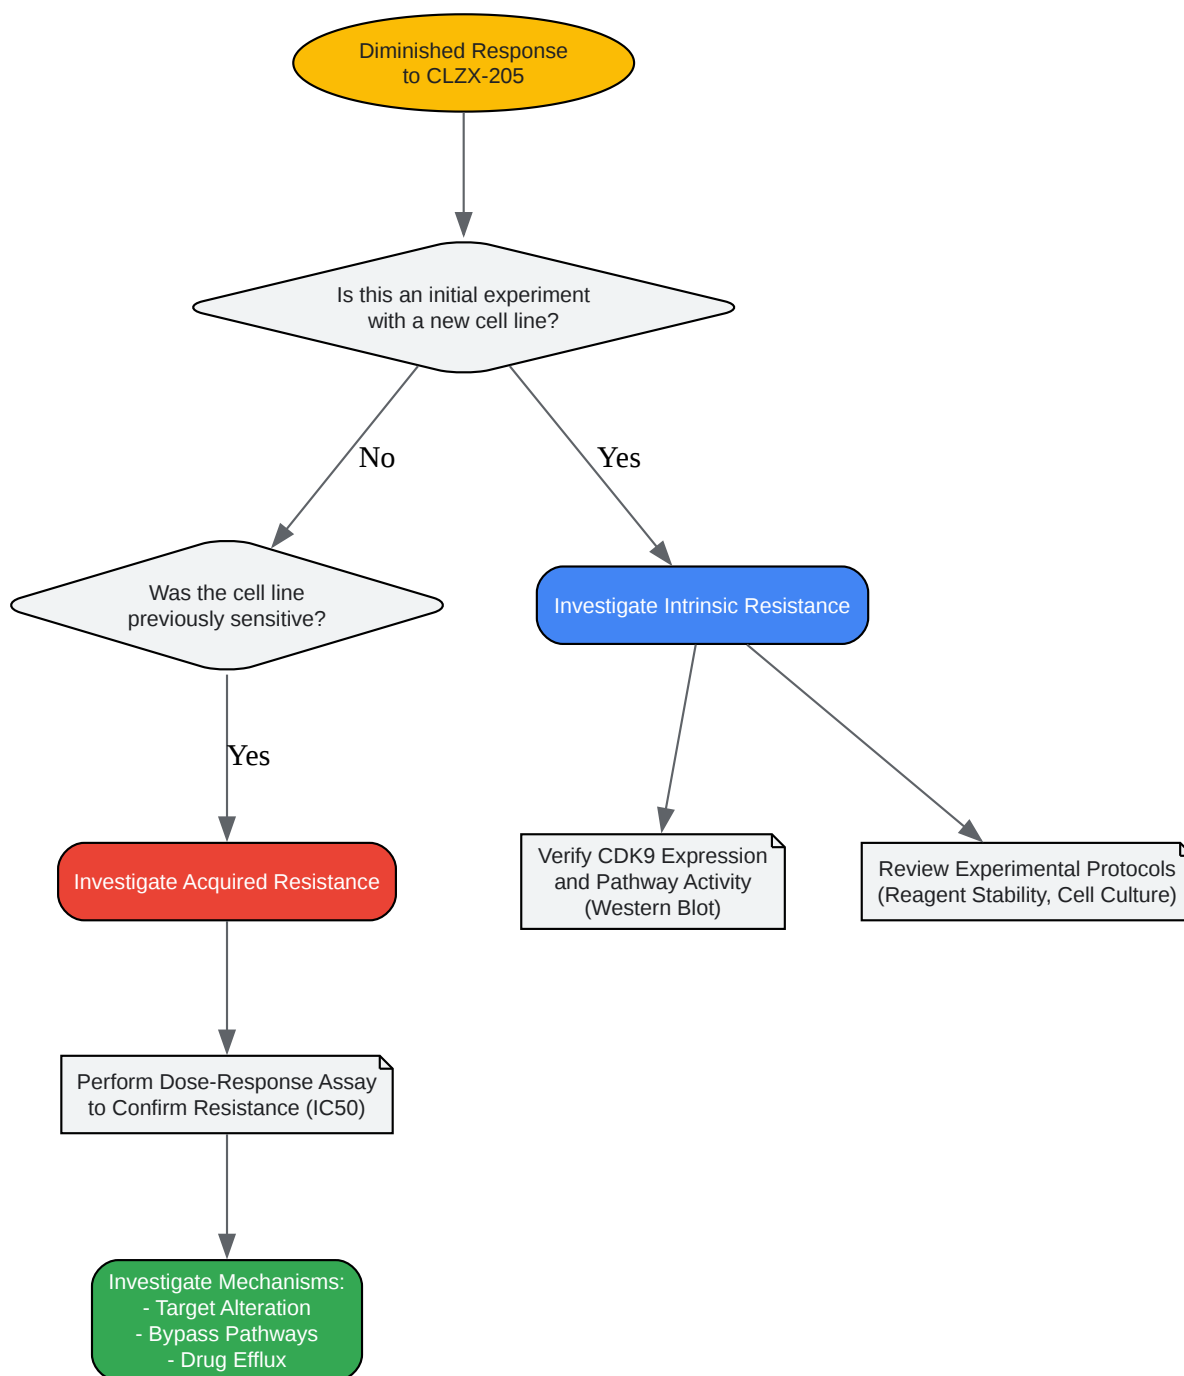 Diminished Response
to CLZX-205
Is this an initial experiment
with a new cell line?
No
Yes
Was the cell line
previously sensitive?
Investigate Intrinsic Resistance
Yes
Investigate Acquired Resistance
Verify CDK9 Expression
and Pathway Activity
(Western Blot)
Review Experimental Protocols
(Reagent Stability, Cell Culture)
Perform Dose-Response Assay
to Confirm Resistance (IC50)
Investigate Mechanisms:
- Target Alteration
- Bypass Pathways
- Drug Efflux